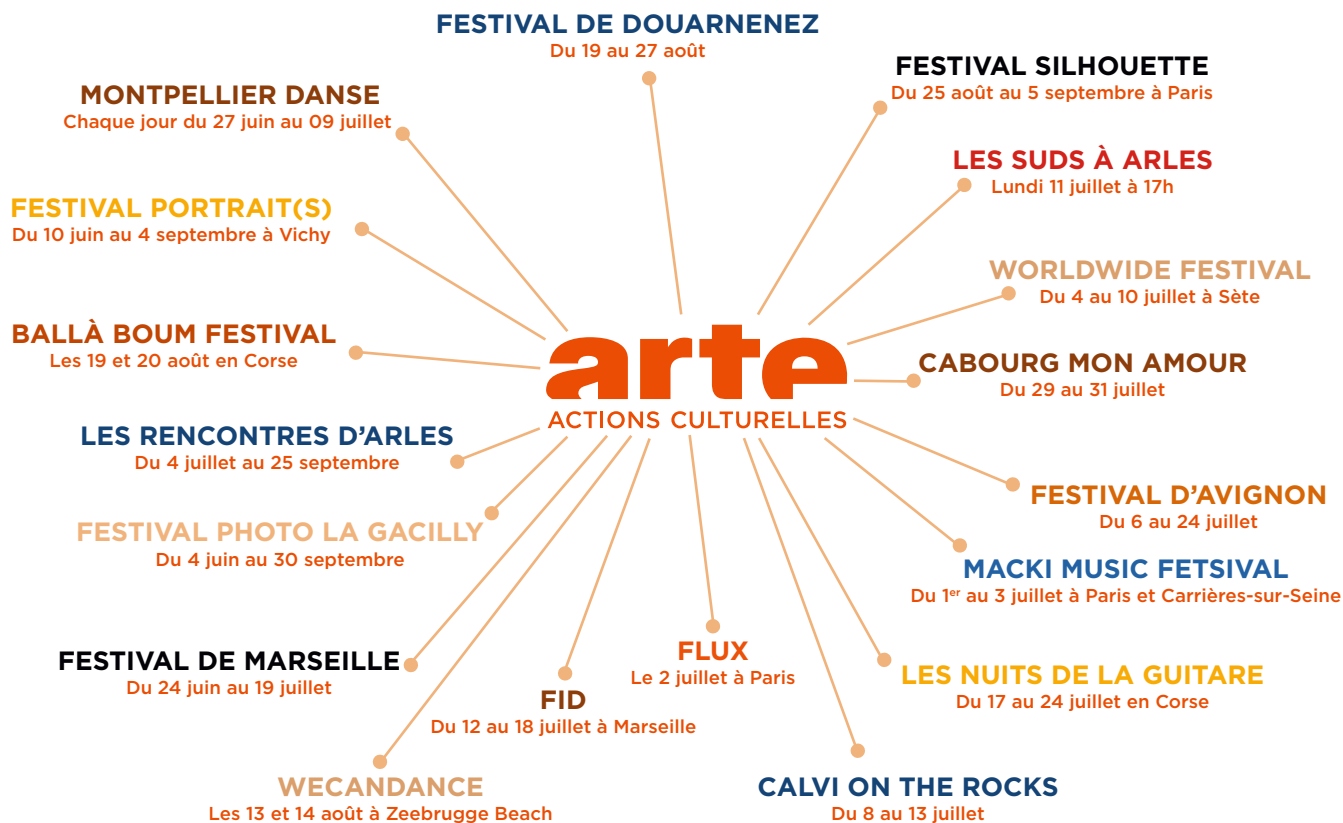 FESTIVAL DE DOUARNENEZ
Du 19 au 27 août
FESTIVAL SILHOUETTE
Du 25 août au 5 septembre à Paris
MONTPELLIER DANSE
Chaque jour du 27 juin au 09 juillet
LES SUDS À ARLES
Lundi 11 juillet à 17h
FESTIVAL PORTRAIT(S)
Du 10 juin au 4 septembre à Vichy
WORLDWIDE FESTIVAL
Du 4 au 10 juillet à Sète
BALLÀ BOUM FESTIVAL
Les 19 et 20 août en Corse
arte
ACTIONS CULTURELLES
CABOURG MON AMOUR
Du 29 au 31 juillet
LES RENCONTRES D'ARLES
Du 4 juillet au 25 septembre
FESTIVAL D'AVIGNON
Du 6 au 24 juillet
FESTIVAL PHOTO LA GACILLY
Du 4 juin au 30 septembre
MACKI MUSIC FETSIVAL
Du 1er au 3 juillet à Paris et Carrières-sur-Seine
FESTIVAL DE MARSEILLE
Du 24 juin au 19 juillet
FLUX
Le 2 juillet à Paris
LES NUITS DE LA GUITARE
Du 17 au 24 juillet en Corse
FID
Du 12 au 18 juillet à Marseille
WECANDANCE
Les 13 et 14 août à Zeebrugge Beach
CALVI ON THE ROCKS
Du 8 au 13 juillet